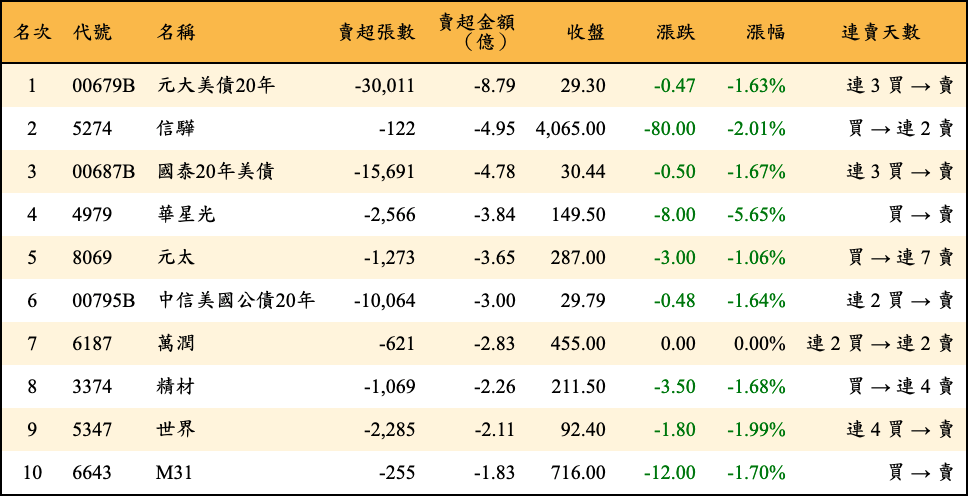 名次 代號 名稱 賣超張數 賣超金額（億） 收盤 漲跌 漲幅 連賣天數
1 00679B 元大美債20年 -30,011 -8.79 29.30 -0.47 -1.63% 連 3 買 → 賣
2 5274 信驊 -122 -4.95 4,065.00 -80.00 -2.01% 買 → 連 2 賣
3 00687B 國泰20年美債 -15,691 -4.78 30.44 -0.50 -1.67% 連 3 買 → 賣
4 4979 華星光 -2,566 -3.84 149.50 -8.00 -5.65% 買 → 賣
5 8069 元太 -1,273 -3.65 287.00 -3.00 -1.06% 買 → 連 7 賣
6 00795B 中信美國公債20年 -10,064 -3.00 29.79 -0.48 -1.64% 連 2 買 → 賣
7 6187 萬潤 -621 -2.83 455.00 0.00 0.00% 連 2 買 → 連 2 賣
8 3374 精材 -1,069 -2.26 211.50 -3.50 -1.68% 買 → 連 4 賣
9 5347 世界 -2,285 -2.11 92.40 -1.80 -1.99% 連 4 買 → 賣
10 6643 M31 -255 -1.83 716.00 -12.00 -1.70% 買 → 賣